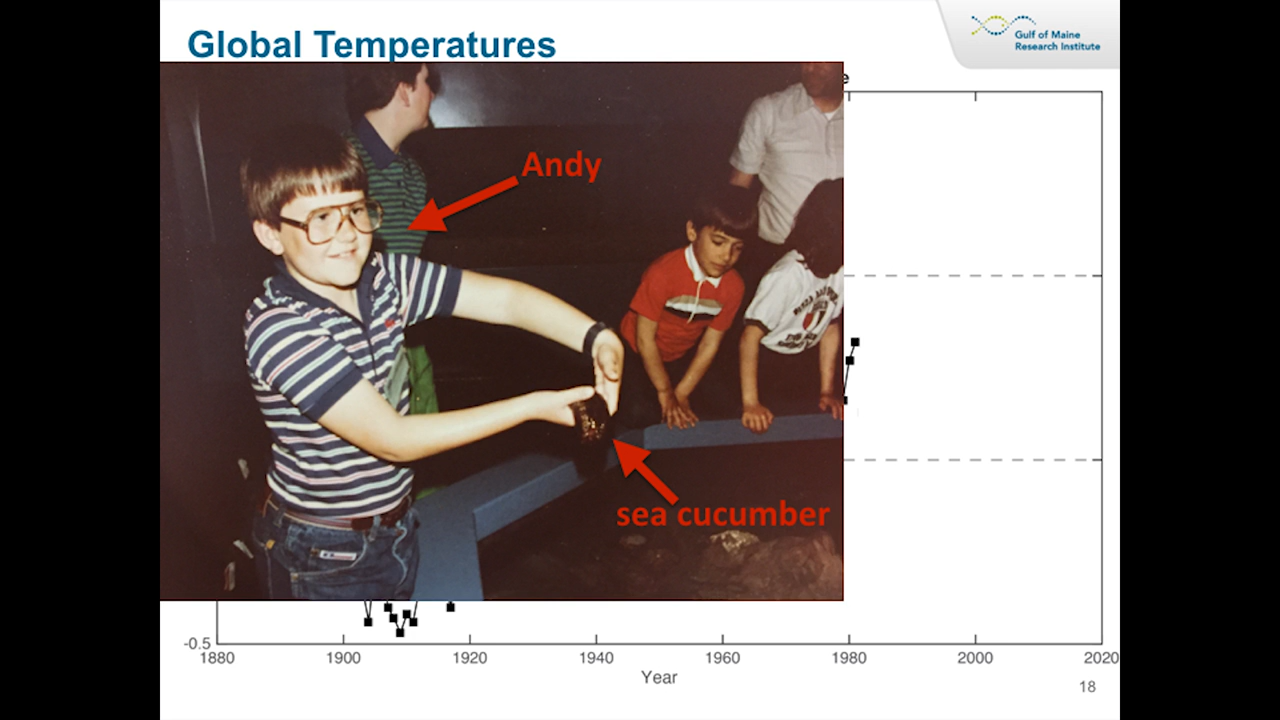 Global Temperatures
Gulf of Maine
Research Institute
e
Andy
sea cucumber
-0.5
1880 1900 1920 1940 1960 1980 2000 2020
Year
18